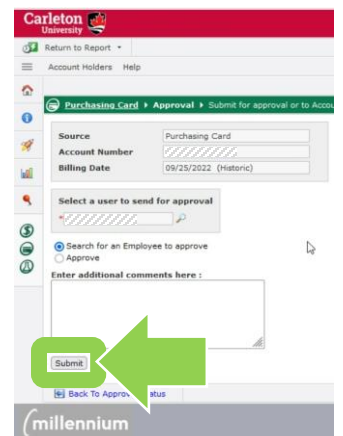 Carleton
University
Return to Report
Account Holders Help
Purchasing Card Approval Submit for approval or to Accou
Source Purchasing Card
Account Number
Billing Date 09/25/2022 (Historic)
Select a user to send for approval
*
Search for an Employee to approve
Approve
Enter additional comments here :
Submit
Back To Approv tus
millennium